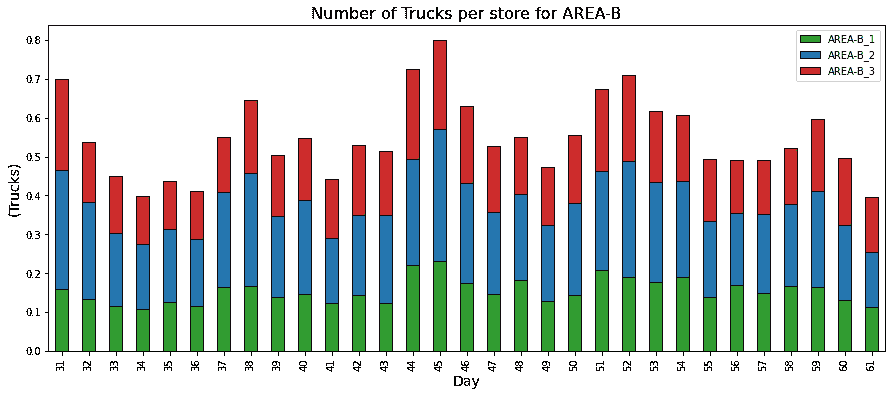 Number of Trucks per store for AREA-B
AREA-B_1
AREA-B_2
AREA-B_3
(Trucks)
0.8
0.7
0.6
0.5
0.4
0.3
0.2
0.1
0.0
31 32 33 34 35 36 37 38 39 40 41 42 43 44 45 46 47 48 49 50 51 52 53 54 55 56 57 58 59 60 61
Day